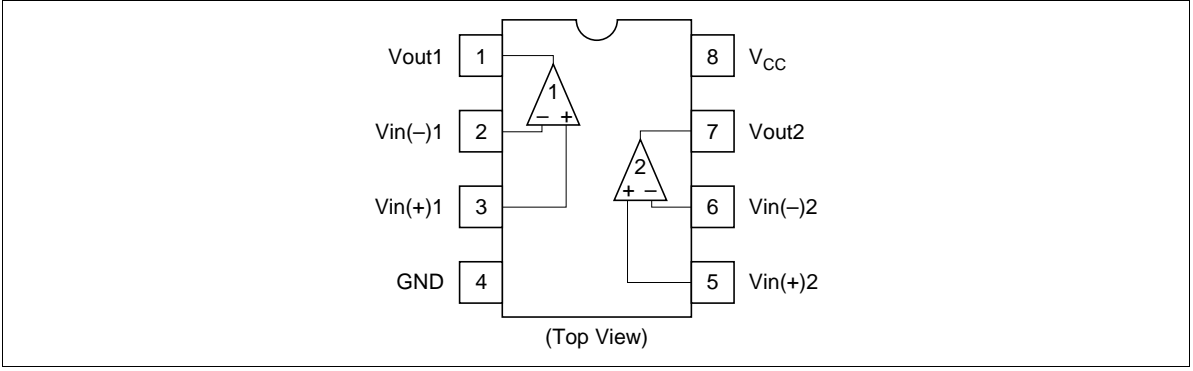 Vout1 1 8 VCC
1
– +
Vin(–)1 2 7 Vout2
2
+ –
Vin(+)1 3 6 Vin(–)2
GND 4 5 Vin(+)2
(Top View)